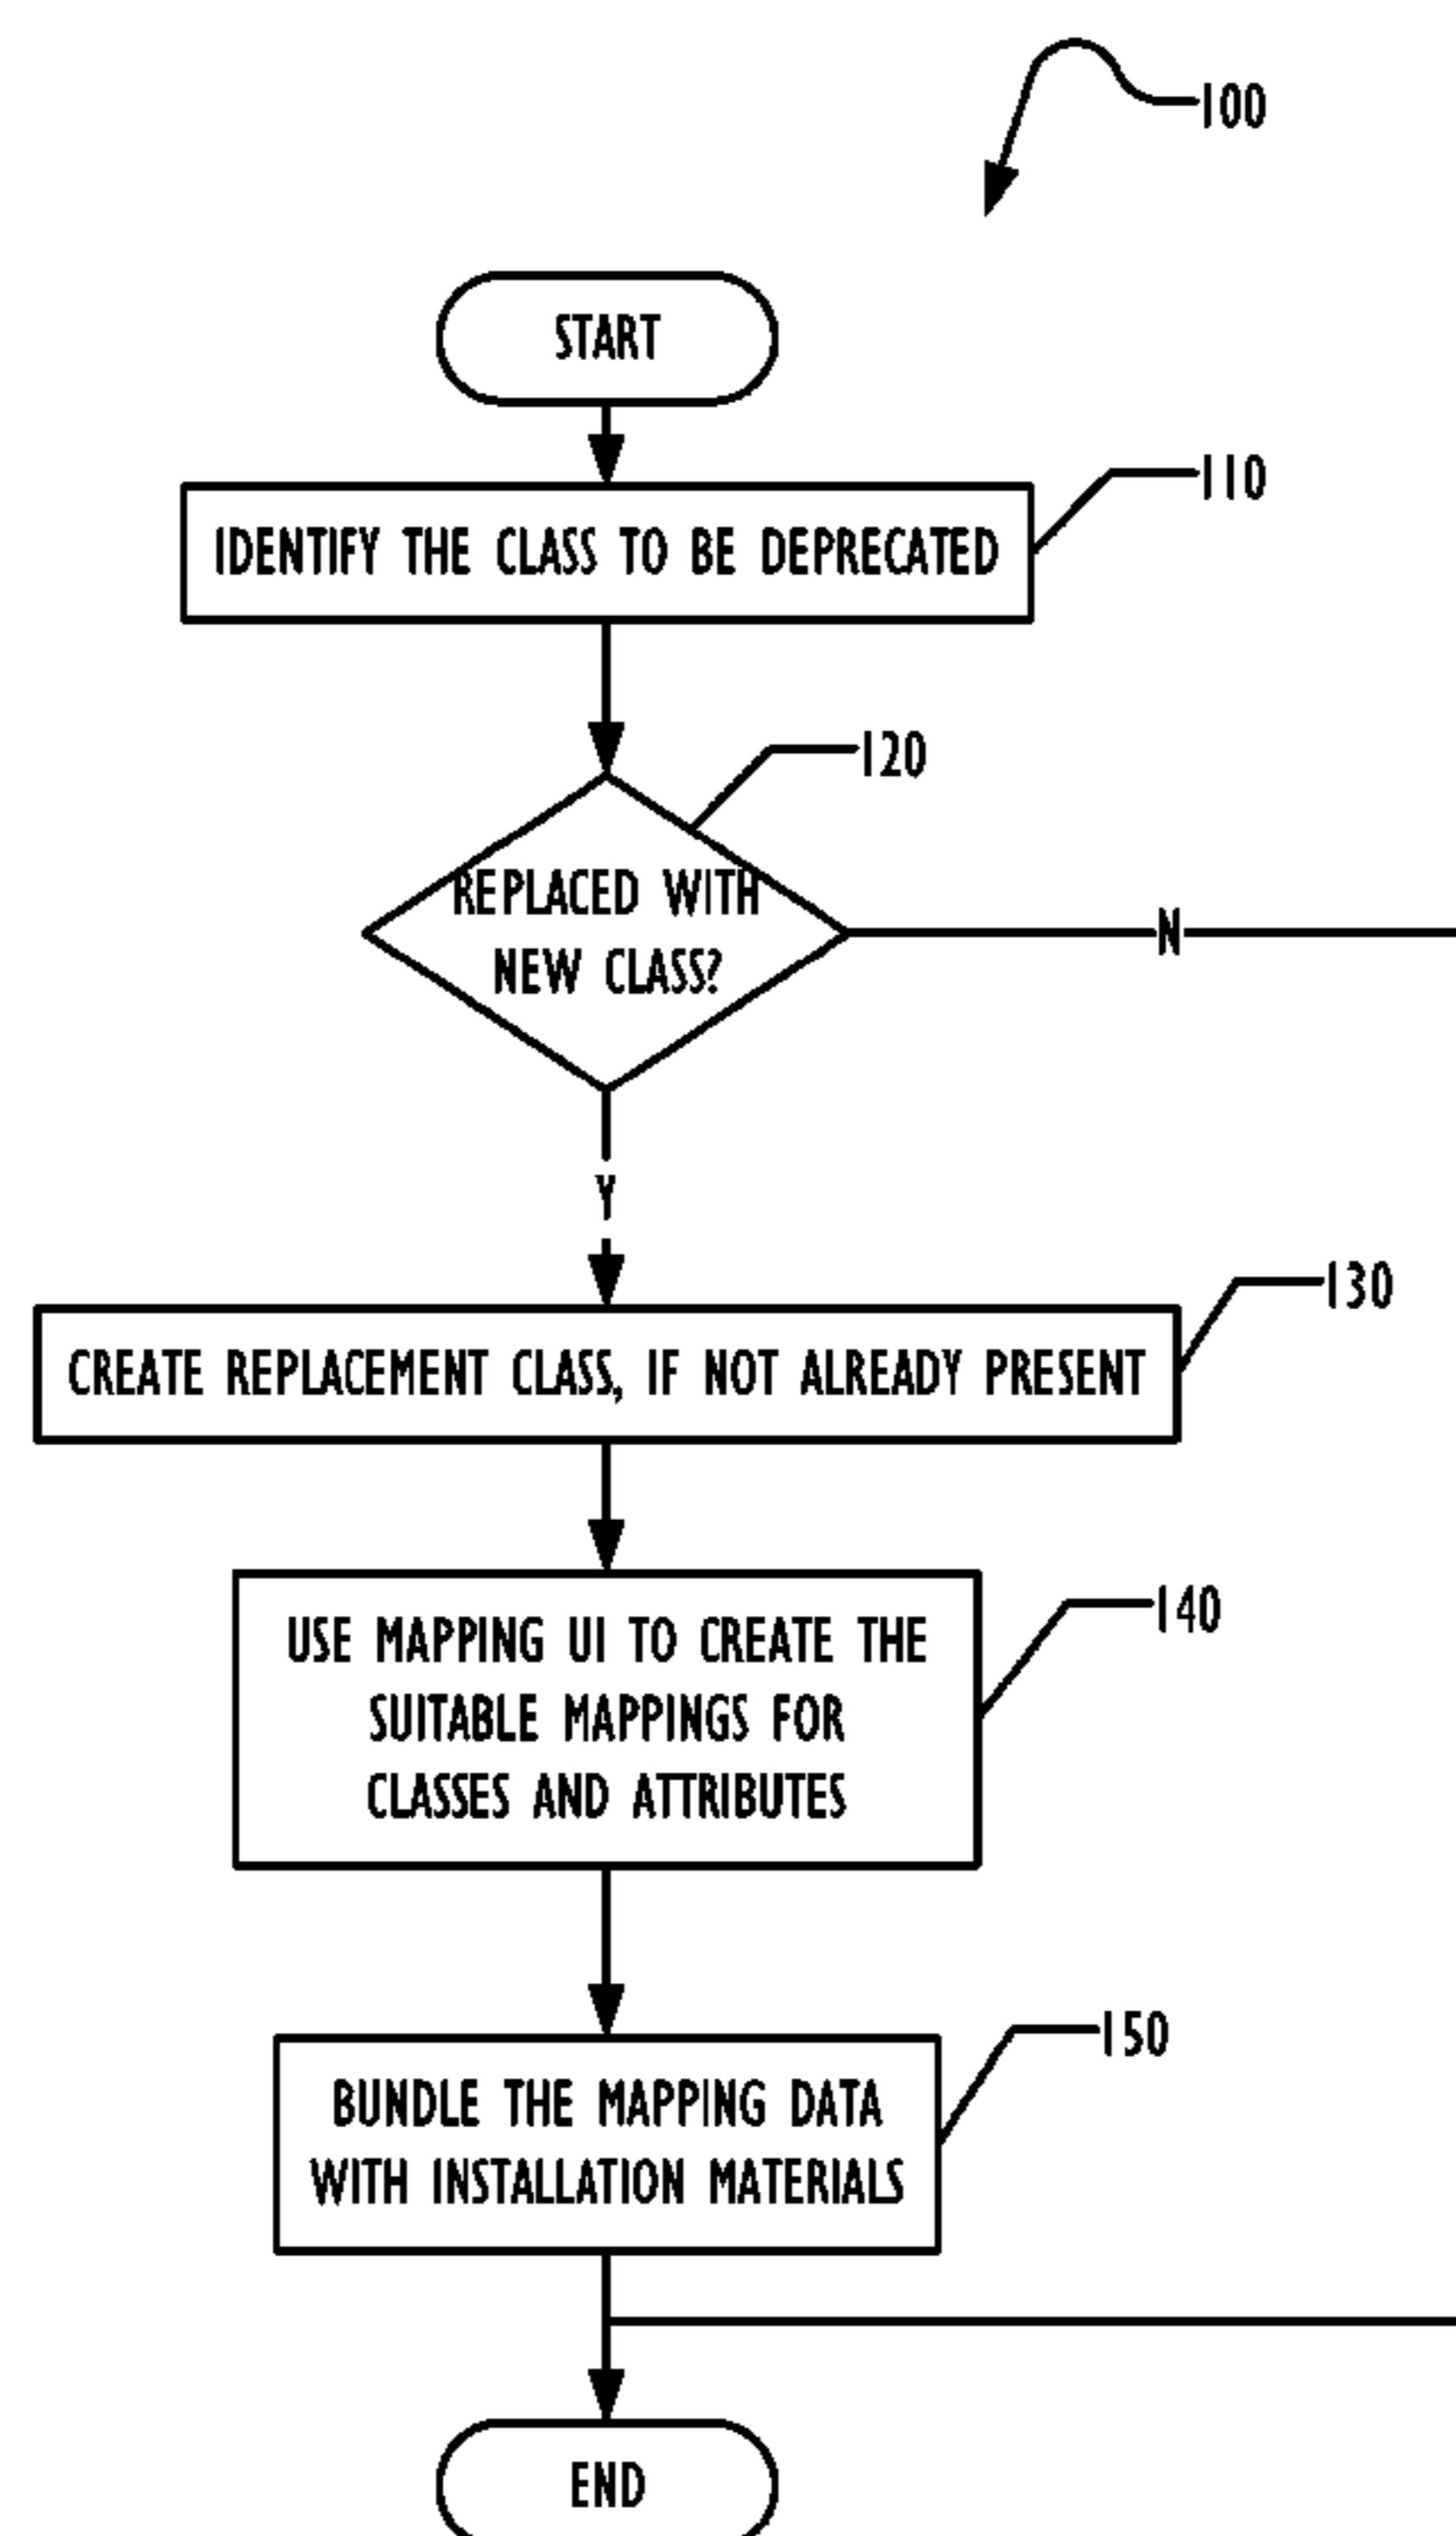 100
START
110
IDENTIFY THE CLASS TO BE DEPRECATED
120
REPLACED WITH
NEW CLASS?
N
Y
130
CREATE REPLACEMENT CLASS, IF NOT ALREADY PRESENT
140
USE MAPPING UI TO CREATE THE
SUITABLE MAPPINGS FOR
CLASSES AND ATTRIBUTES
150
BUNDLE THE MAPPING DATA
WITH INSTALLATION MATERIALS
END